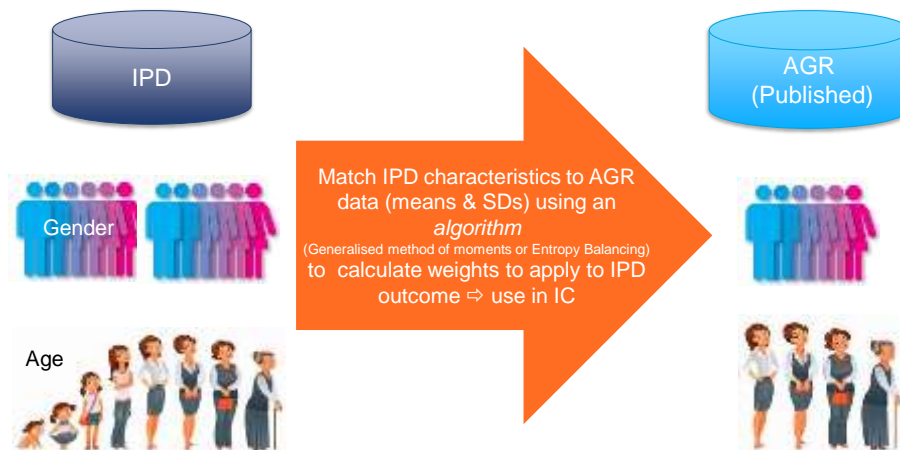 IPD
AGR
(Published)
Gender
Match IPD characteristics to AGR
data (means & SDs) using an
algorithm
(Generalised method of moments or Entropy Balancing)
to calculate weights to apply to IPD
outcome ⇨ use in IC
Age